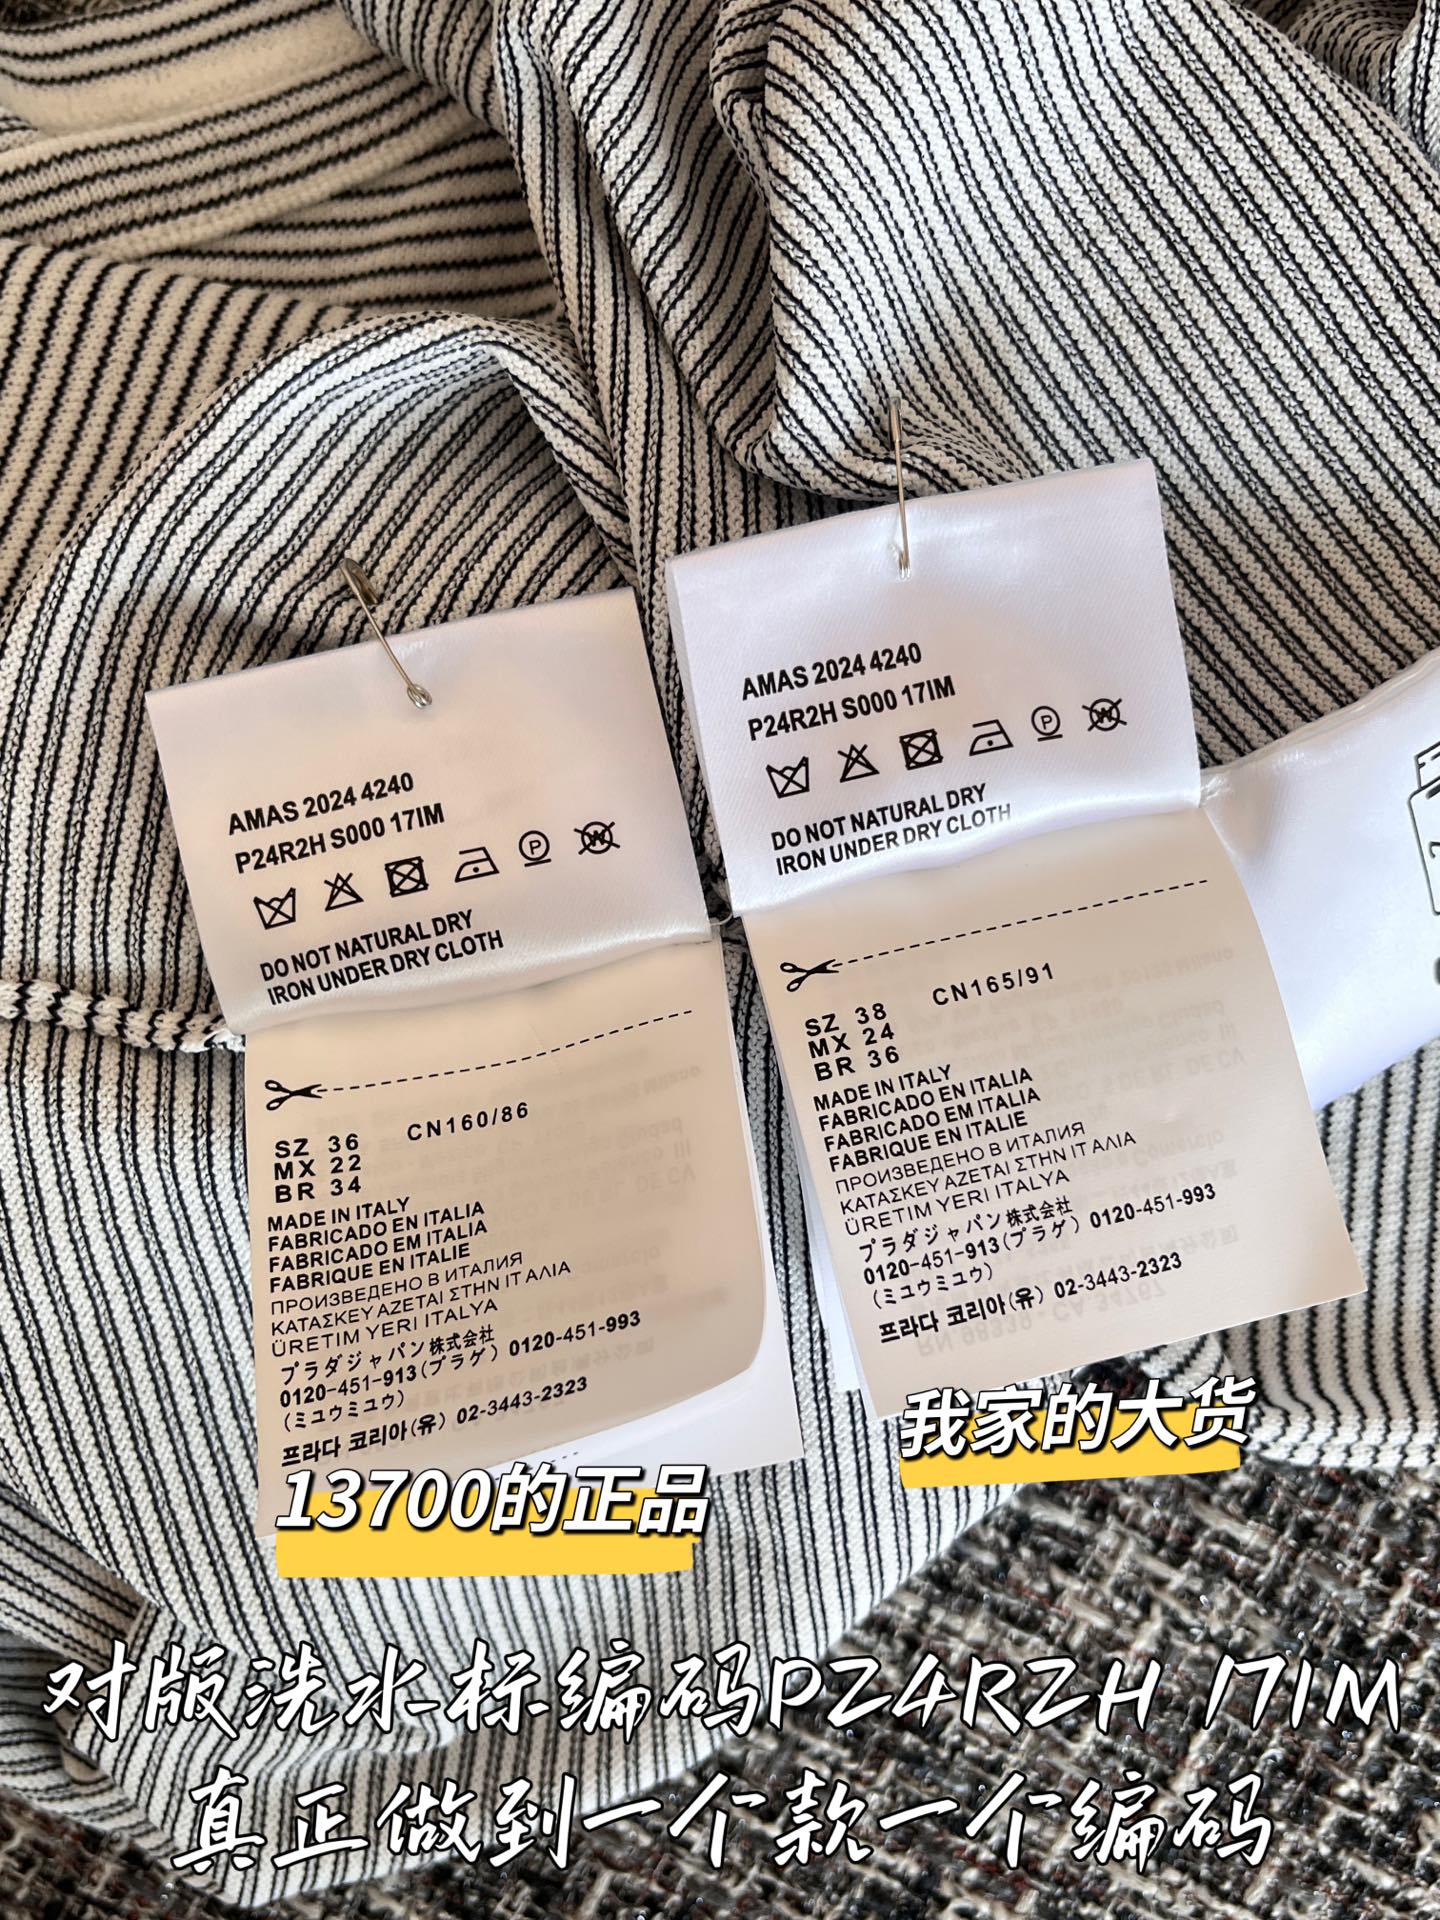 AMAS 2024 4240
P24R2H S000 17IM
DO NOT NATURAL DRY
IRON UNDER DRY CLOTH
SZ 36 CN160/86
MX 22
BR 34
MADE IN ITALY
FABRICADO EN ITALIA
FABRICADO EM ITALIA
FABRIQUE EN ITALIE
ПРОИЗВЕДЕНО В ИТАЛИЯ
ΚΑΤΑΣΚΕΥ ΑΖΕΤΑΙ ΣΤΗΝ ΙΤ ΑΛΙΑ
ÜRETIM YERI ITALYA
プラダジャパン株式会社
0120-451-913(プラゲ) 0120-451-993
(ミユウミユウ)
프라다 코리아(유) 02-3443-2323
AMAS 2024 4240
P24R2H S000 17IM
DO NOT NATURAL DRY
IRON UNDER DRY CLOTH
SZ 38 CN165/91
MX 24
BR 36
MADE IN ITALY
FABRICADO EN ITALIA
FABRICADO EM ITALIA
FABRIQUE EN ITALIE
ПРОИЗВЕДЕНО В ИТАЛИЯ
ΚΑΤΑΣΚΕΥ ΑΖΕΤΑΙ ΣΤΗΝ ΙΤ ΑΛΙΑ
ÜRETIM YERI ITALYA
プラダジャパン株式会社
0120-451-913(プラゲ) 0120-451-993
(ミユウミユウ)
프라다 코리아(유) 02-3443-2323
13700的正品
我家的大货
对版洗水标编码P24R2H 171M
真正做到一个款一个编码